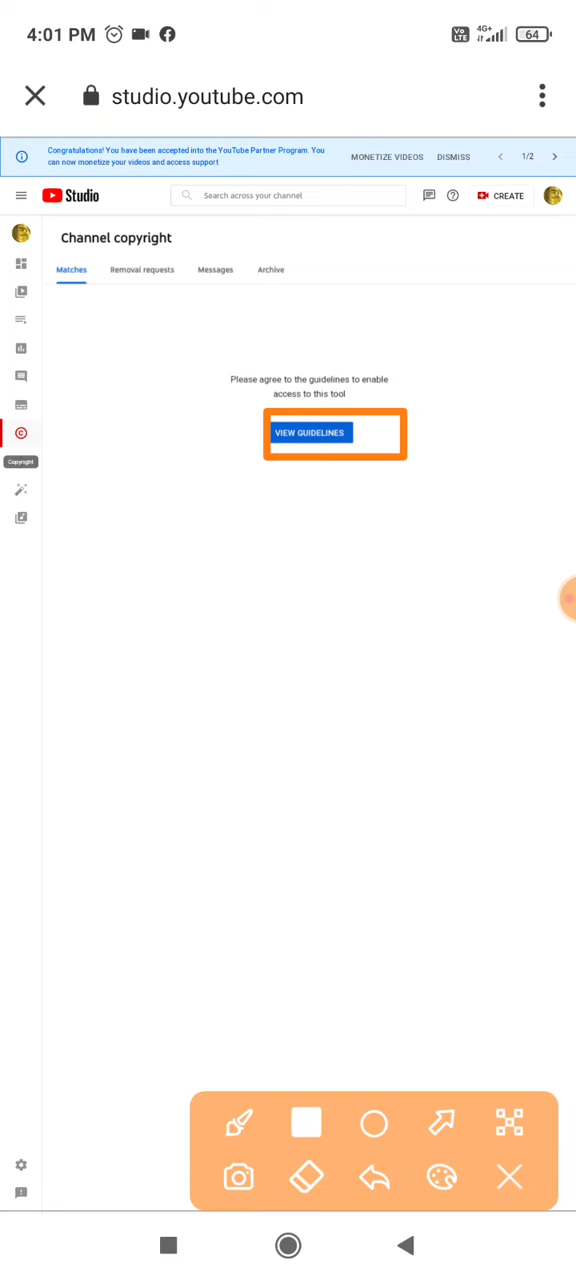 4:01 PM
Vo LTE 4G+ 64
studio.youtube.com
Congratulations! You have been accepted into the YouTube Partner Program. You
can now monetize your videos and access support
MONETIZE VIDEOS DISMISS 1/2
Studio Search across your channel CREATE
Channel copyright
Matches Removal requests Messages Archive
Please agree to the guidelines to enable
access to this tool
VIEW GUIDELINES
Copyright